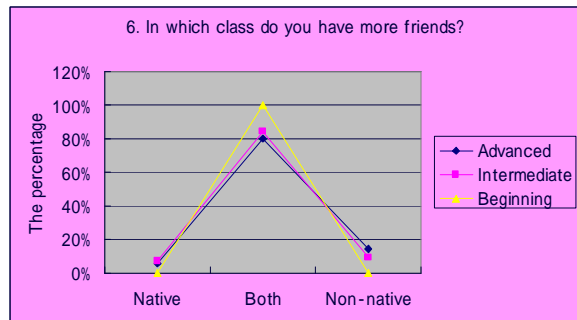 6. In which class do you have more friends?
120%
100%
80%
60%
40%
20%
0%
The percentage
Native
Both
Non-native
Advanced
Intermediate
Beginning